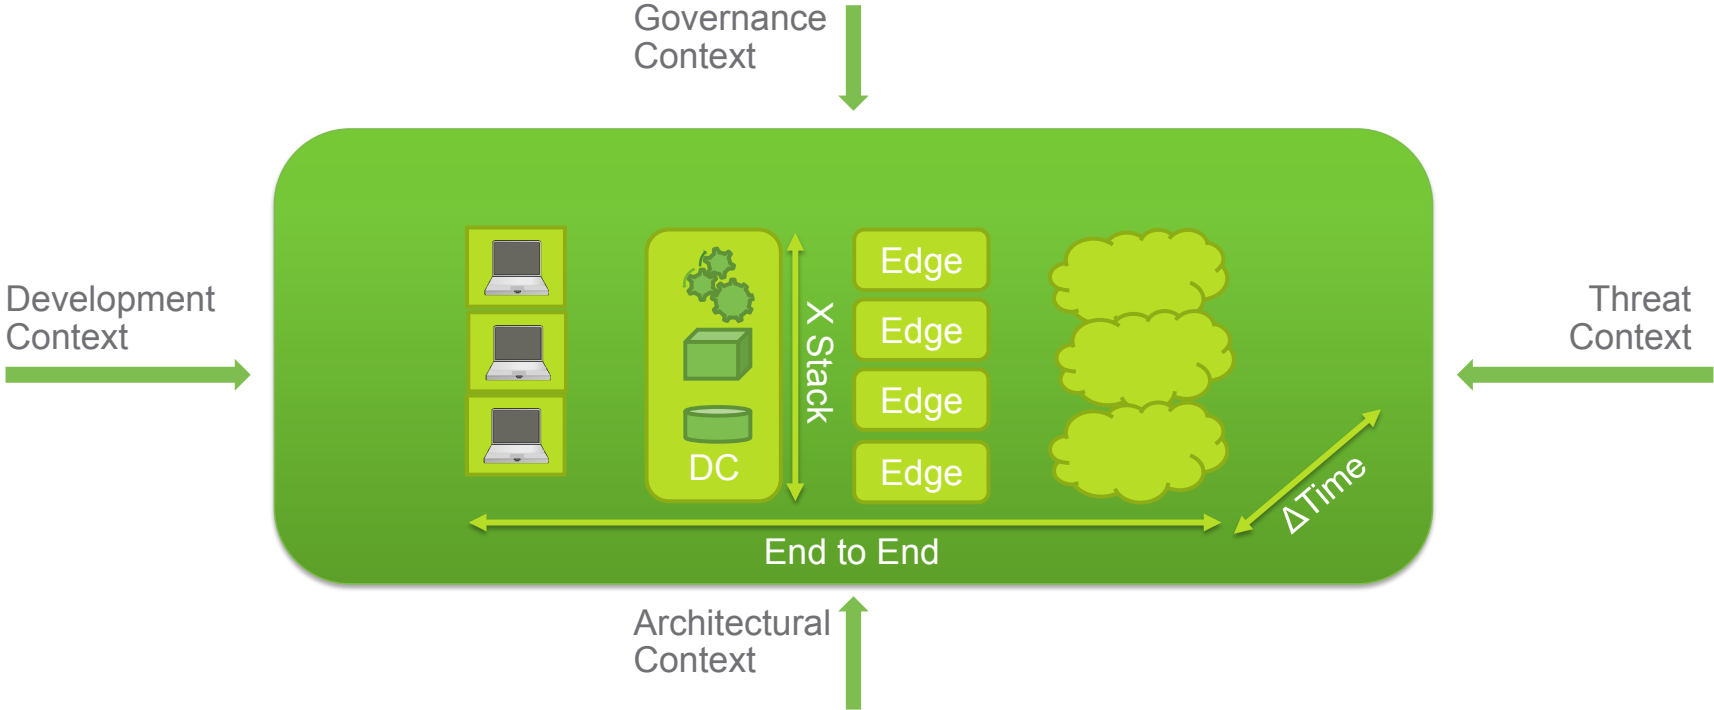 Governance
Context
Development
Context
Threat
Context
Edge
Edge
Edge
Edge
X Stack
DC
ΔTime
End to End
Architectural
Context